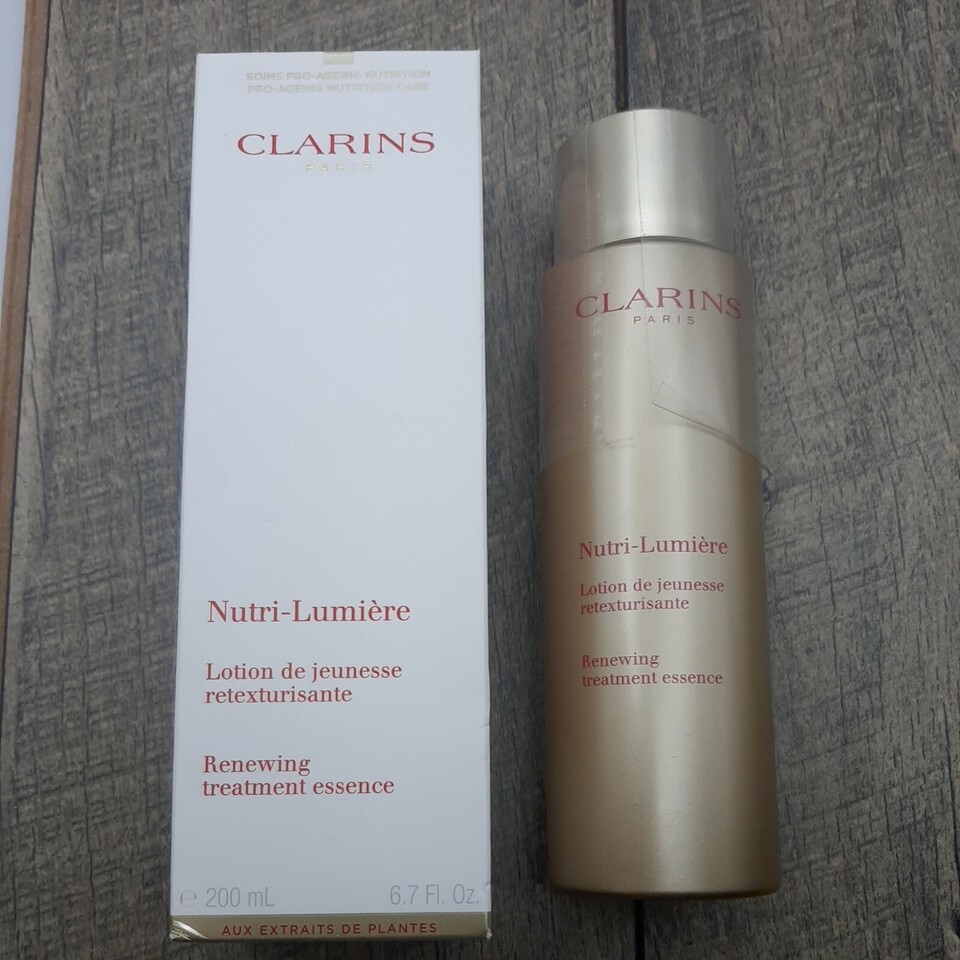 SOINS PRO-AGEING NUTRITION
PRO-AGEING NUTRITION CARE
CLARINS
PARIS
Nutri-Lumière
Lotion de jeunesse
retexturisante
Renewing
treatment essence
℮ 200 mL 6.7 Fl. Oz.
AUX EXTRAITS DE PLANTES
CLARINS
PARIS
Nutri-Lumière
Lotion de jeunesse
retexturisante
Renewing
treatment essence